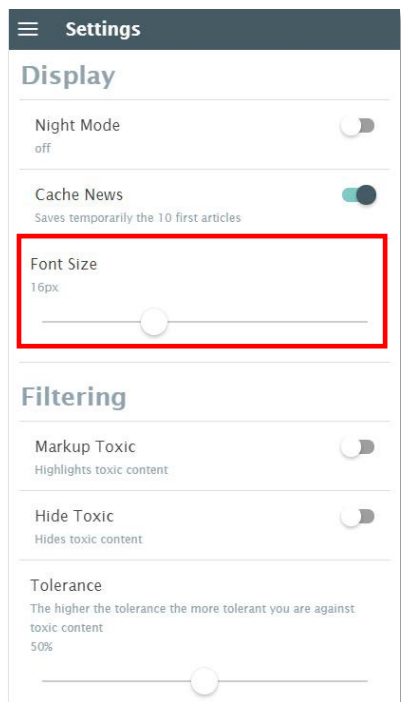 Settings
Display
Night Mode
off
Cache News
Saves temporarily the 10 first articles
Font Size
16px
Filtering
Markup Toxic
Highlights toxic content
Hide Toxic
Hides toxic content
Tolerance
The higher the tolerance the more tolerant you are against
toxic content
50%